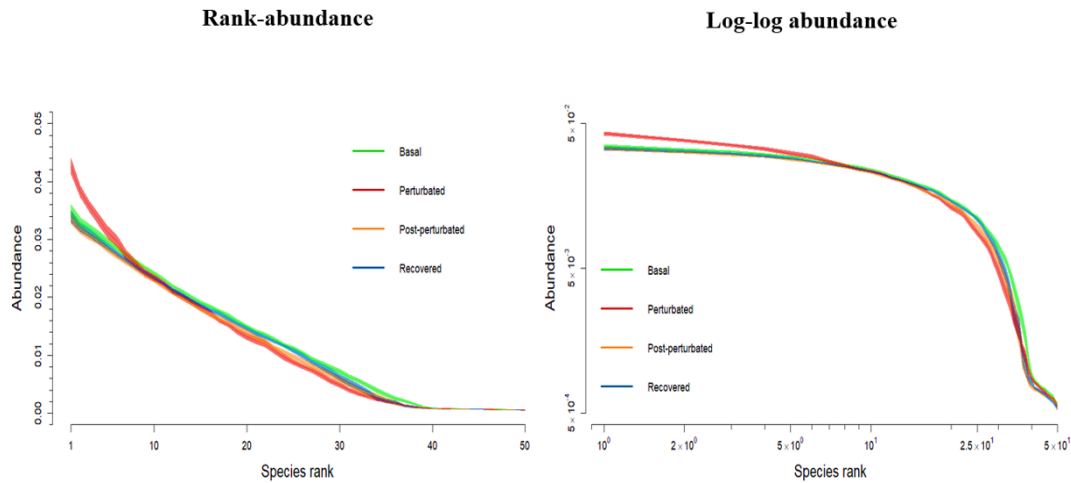 Rank-abundance
Log-log abundance
0.05
0.04
0.03
0.02
0.01
0.00
Abundance
Basal
Perturbated
Post-perturbated
Recovered
1
10
20
30
40
50
Species rank
5 × 10⁻²
5 × 10⁻³
5 × 10⁻⁴
Abundance
Basal
Perturbated
Post-perturbated
Recovered
10⁰
2 × 10⁰
5 × 10⁰
10¹
2.5 × 10¹
5 × 10¹
Species rank